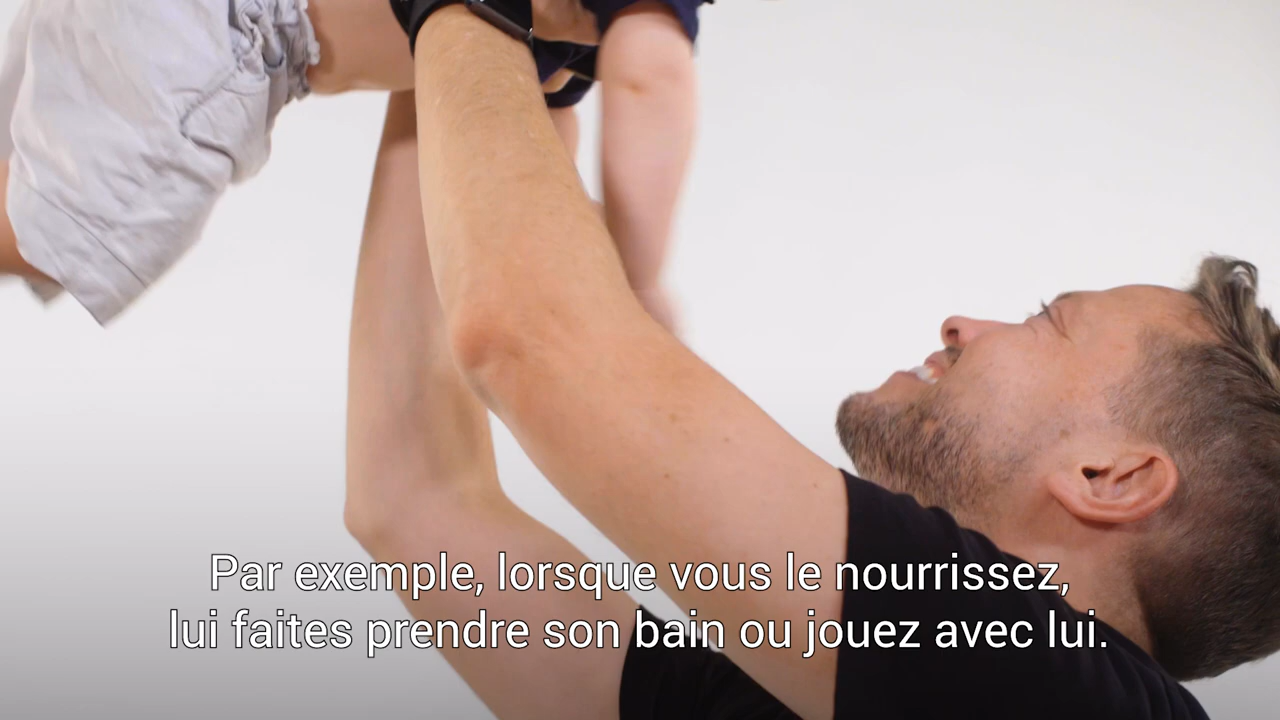 Par exemple, lorsque vous le nourrissez,
lui faites prendre son bain ou jouez avec lui.